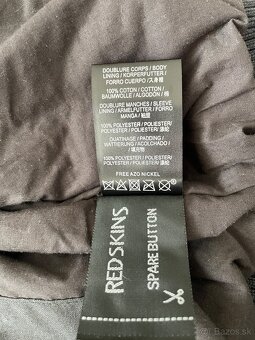 DOUBLURE CORPS / BODY
LINING / KORPERFUTTER /
FORRO CUERPO /
100% COTON / COTTON /
BAUMWOLLE / ALGODÓN / 棉
DOUBLURE MANCHES / SLEEVE
LINING / ARMELFUTTER / FORRO
MANGA /
100% POLYESTER / POLYESTER /
POLYESTER / POLIÉSTER /
OUATINAGE / PADDING /
WATTIERUNG / ACOLCHADO /
100% POLYESTER / POLYESTER /
POLYESTER / POLIÉSTER /
FREE AZO NICKEL
REDSKINS
SPARE BUTTON
bazos.sk